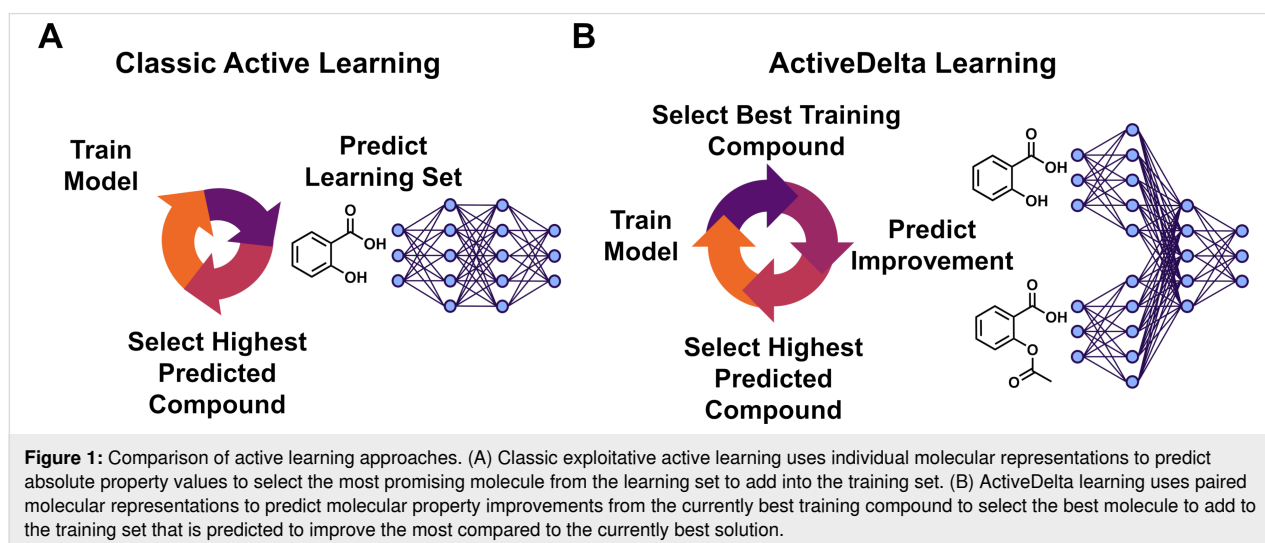 A
Classic Active Learning
Train
Model
Predict
Learning Set
O
OH
OH
Select Highest
Predicted
Compound
B
ActiveDelta Learning
Select Best Training
Compound
Train
Model
Predict
Improvement
Select Highest
Predicted
Compound
O
OH
OH
O
OH
O
O
Figure 1: Comparison of active learning approaches. (A) Classic exploitative active learning uses individual molecular representations to predict
absolute property values to select the most promising molecule from the learning set to add into the training set. (B) ActiveDelta learning uses paired
molecular representations to predict molecular property improvements from the currently best training compound to select the best molecule to add to
the training set that is predicted to improve the most compared to the currently best solution.